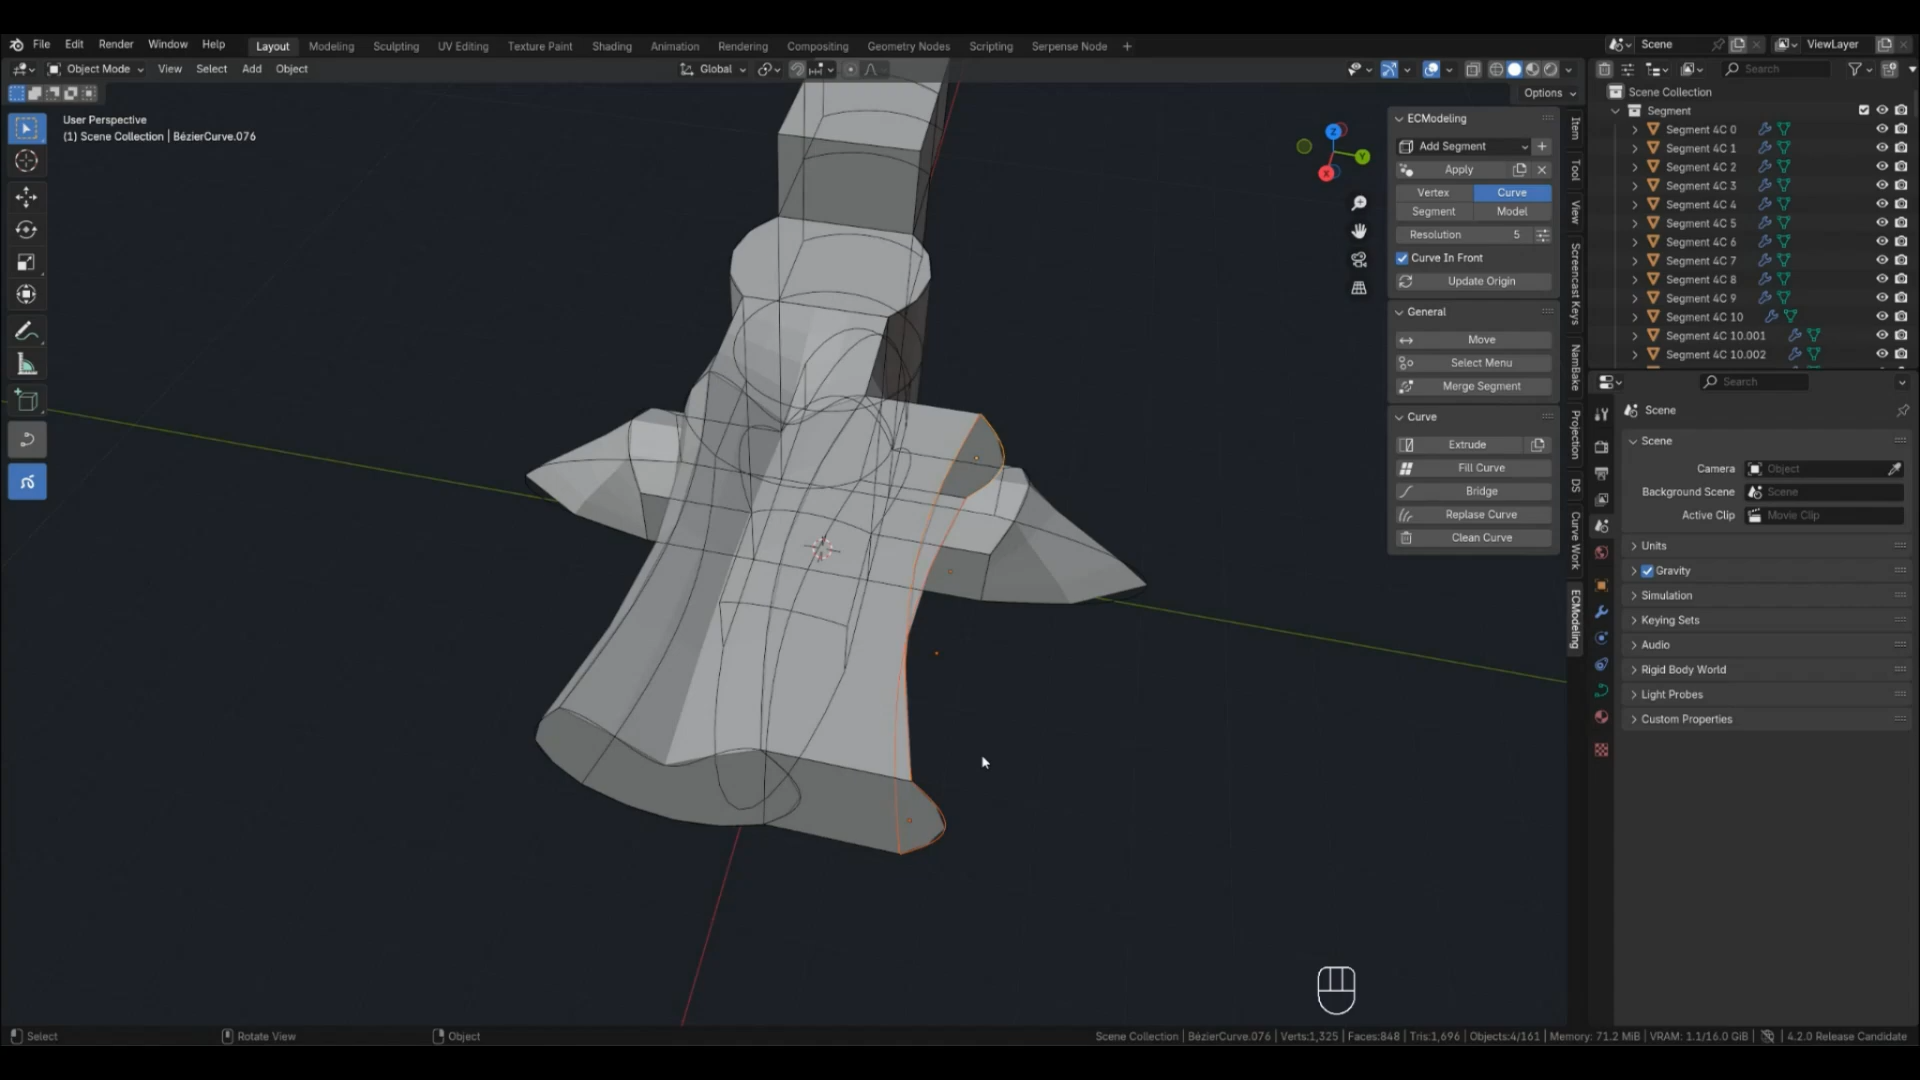 File Edit Render Window Help Layout Modeling Sculpting UV Editing Texture Paint Shading Animation Rendering Compositing Geometry Nodes Scripting Serpense Node + Scene ViewLayer
Object Mode View Select Add Object Global Search
Options
User Perspective
(1) Scene Collection | BézierCurve.076
Z
Y
X
ECModeling
Add Segment
Apply
Vertex Curve
Segment Model
Resolution 5
Curve In Front
Update Origin
General
Move
Select Menu
Merge Segment
Curve
Extrude
Fill Curve
Bridge
Replase Curve
Clean Curve
Item
Tool
View
Screencast Keys
NamBake
Projection
DS
Curve Work
ECModeling
Scene Collection
Segment
Segment 4C 0
Segment 4C 1
Segment 4C 2
Segment 4C 3
Segment 4C 4
Segment 4C 5
Segment 4C 6
Segment 4C 7
Segment 4C 8
Segment 4C 9
Segment 4C 10
Segment 4C 10.001
Segment 4C 10.002
Search
Scene
Scene
Camera Object
Background Scene Scene
Active Clip Movie Clip
Units
Gravity
Simulation
Keying Sets
Audio
Rigid Body World
Light Probes
Custom Properties
Select Rotate View Object Scene Collection | BézierCurve.076 | Verts:1,325 | Faces:848 | Tris:1,696 | Objects:4/161 | Memory: 71.2 MiB | VRAM: 1.1/16.0 GiB | 4.2.0 Release Candidate